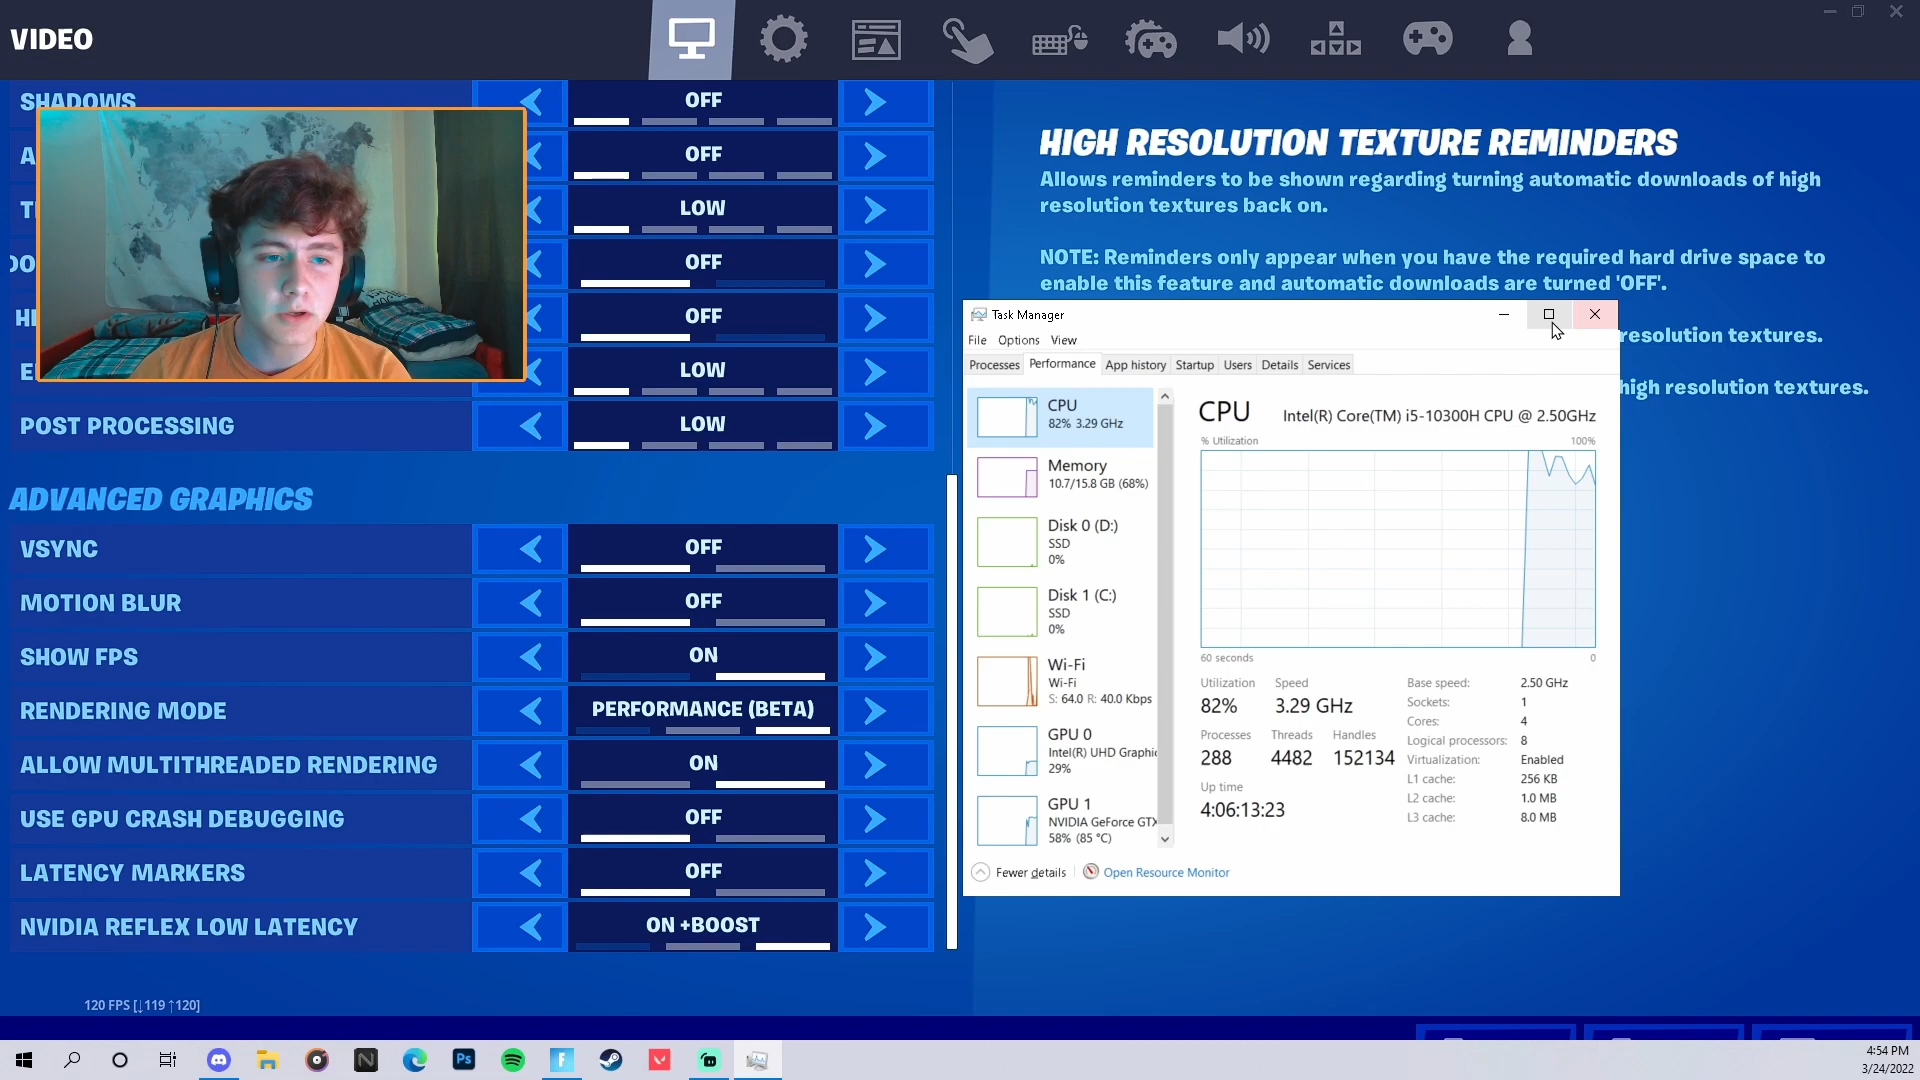 VIDEO
SHADOWS
OFF
A
OFF
T
LOW
OFF
OFF
E
LOW
POST PROCESSING
LOW
ADVANCED GRAPHICS
VSYNC
OFF
MOTION BLUR
OFF
SHOW FPS
ON
RENDERING MODE
PERFORMANCE (BETA)
ALLOW MULTITHREADED RENDERING
ON
USE GPU CRASH DEBUGGING
OFF
LATENCY MARKERS
OFF
NVIDIA REFLEX LOW LATENCY
ON +BOOST
120 FPS [↓119 ↑120]
HIGH RESOLUTION TEXTURE REMINDERS
Allows reminders to be shown regarding turning automatic downloads of high
resolution textures back on.
NOTE: Reminders only appear when you have the required hard drive space to
enable this feature and automatic downloads are turned 'OFF'.
resolution textures.
high resolution textures.
Task Manager
File Options View
Processes Performance App history Startup Users Details Services
CPU
82% 3.29 GHz
Memory
10.7/15.8 GB (68%)
Disk 0 (D:)
SSD
0%
Disk 1 (C:)
SSD
0%
Wi-Fi
Wi-Fi
S: 64.0 R: 40.0 Kbps
GPU 0
Intel(R) UHD Graphic
29%
GPU 1
NVIDIA GeForce GTX
58% (85 °C)
CPU
Intel(R) Core(TM) i5-10300H CPU @ 2.50GHz
% Utilization 100%
60 seconds 0
Utilization Speed
82% 3.29 GHz
Processes Threads Handles
288 4482 152134
Up time
4:06:13:23
Base speed: 2.50 GHz
Sockets: 1
Cores: 4
Logical processors: 8
Virtualization: Enabled
L1 cache: 256 KB
L2 cache: 1.0 MB
L3 cache: 8.0 MB
Fewer details Open Resource Monitor
Ps
4:54 PM
3/24/2022